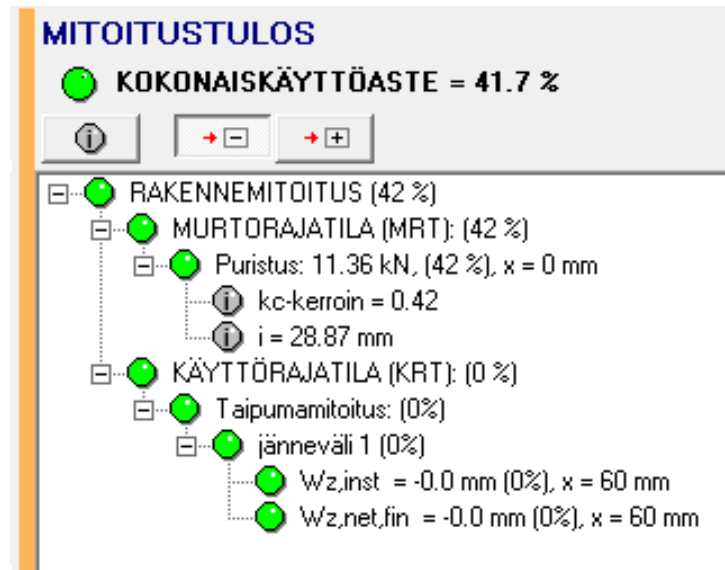 MITOITUSTULOS
KOKONAISKÄYTTÖASTE = 41.7 %
RAKENNEMITOITUS (42 %)
MURTORAJATILA (MRT): (42 %)
Puristus: 11.36 kN, (42 %), x = 0 mm
kc-kerroin = 0.42
i = 28.87 mm
KÄYTTÖRAJATILA (KRT): (0 %)
Taipumamitoitus: (0%)
jänneväli 1 (0%)
Wz,inst = -0.0 mm (0%), x = 60 mm
Wz,net,fin = -0.0 mm (0%), x = 60 mm